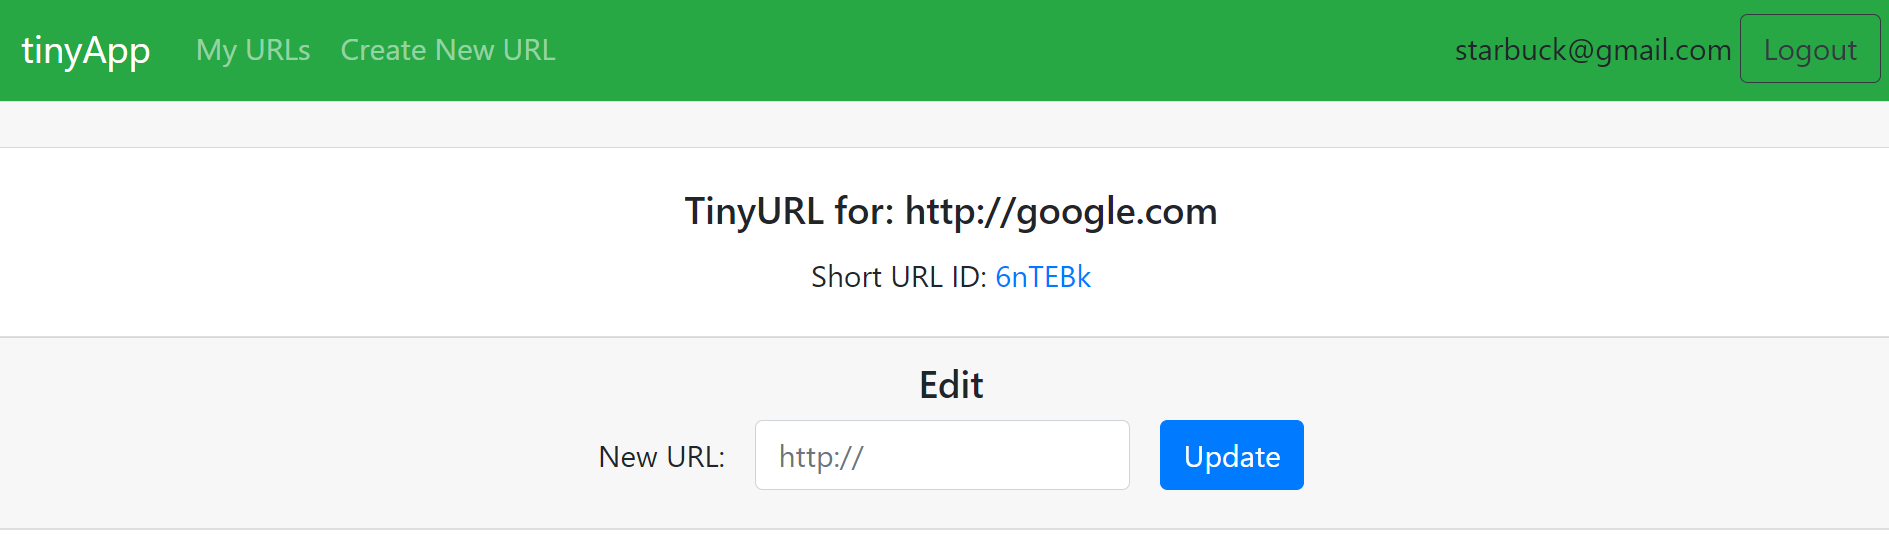 tinyApp My URLs Create New URL starbuck@gmail.com Logout
TinyURL for: http://google.com
Short URL ID: 6nTEBk
Edit
New URL: http:// Update